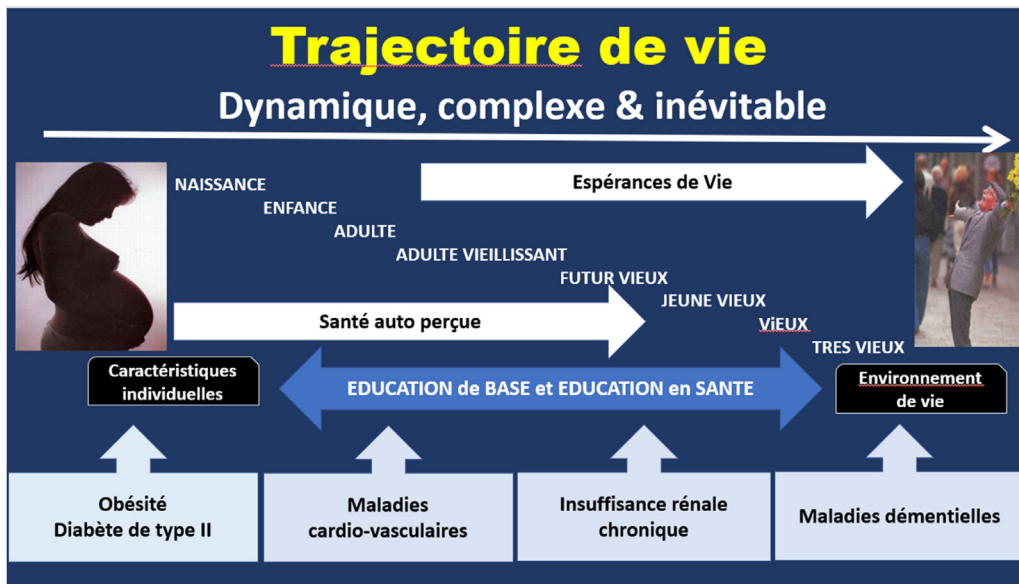 Trajectoire de vie
Dynamique, complexe & inévitable
Espérances de Vie
NAISSANCE
ENFANCE
ADULTE
ADULTE VIEILLISSANT
FUTUR VIEUX
JEUNE VIEUX
ViEUX
TRES VIEUX
Santé auto perçue
Caractéristiques
individuelles
EDUCATION de BASE et EDUCATION en SANTE
Environnement
de vie
Obésité
Diabète de type II
Maladies
cardio-vasculaires
Insuffisance rénale
chronique
Maladies démentielles